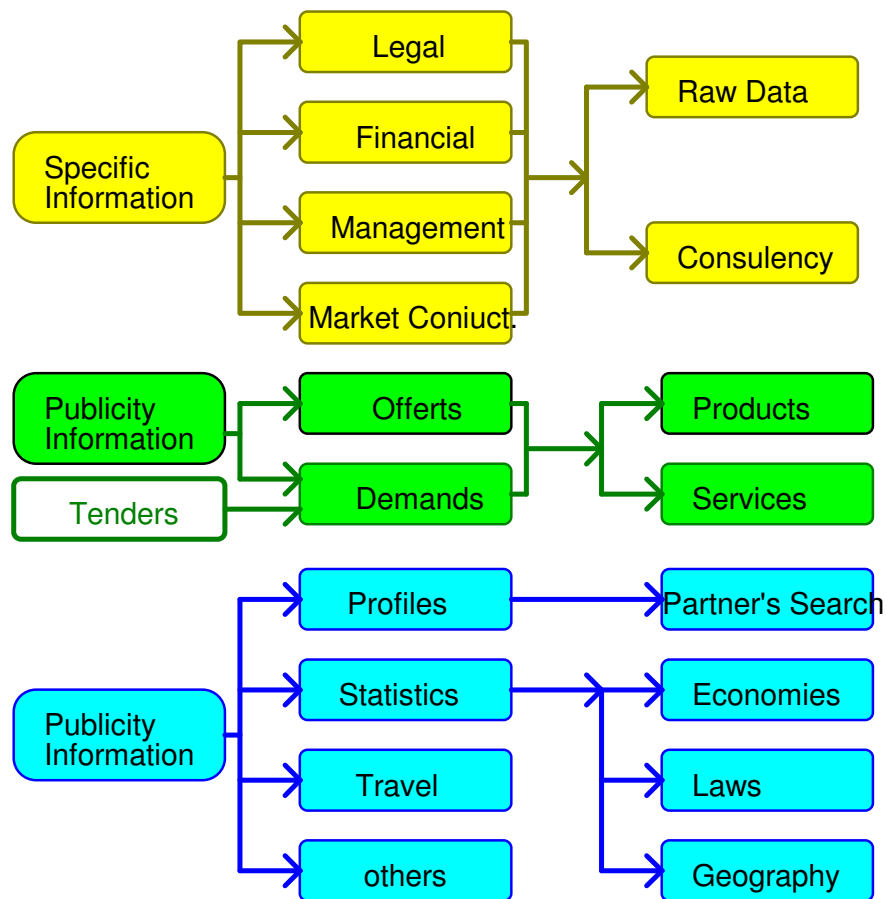 Legal
Raw Data
Financial
Specific
Information
Management
Consulency
Market Coniuct.
Publicity
Information
Offerts
Products
Tenders
Demands
Services
Profiles
Partner's Search
Statistics
Economies
Publicity
Information
Travel
Laws
others
Geography